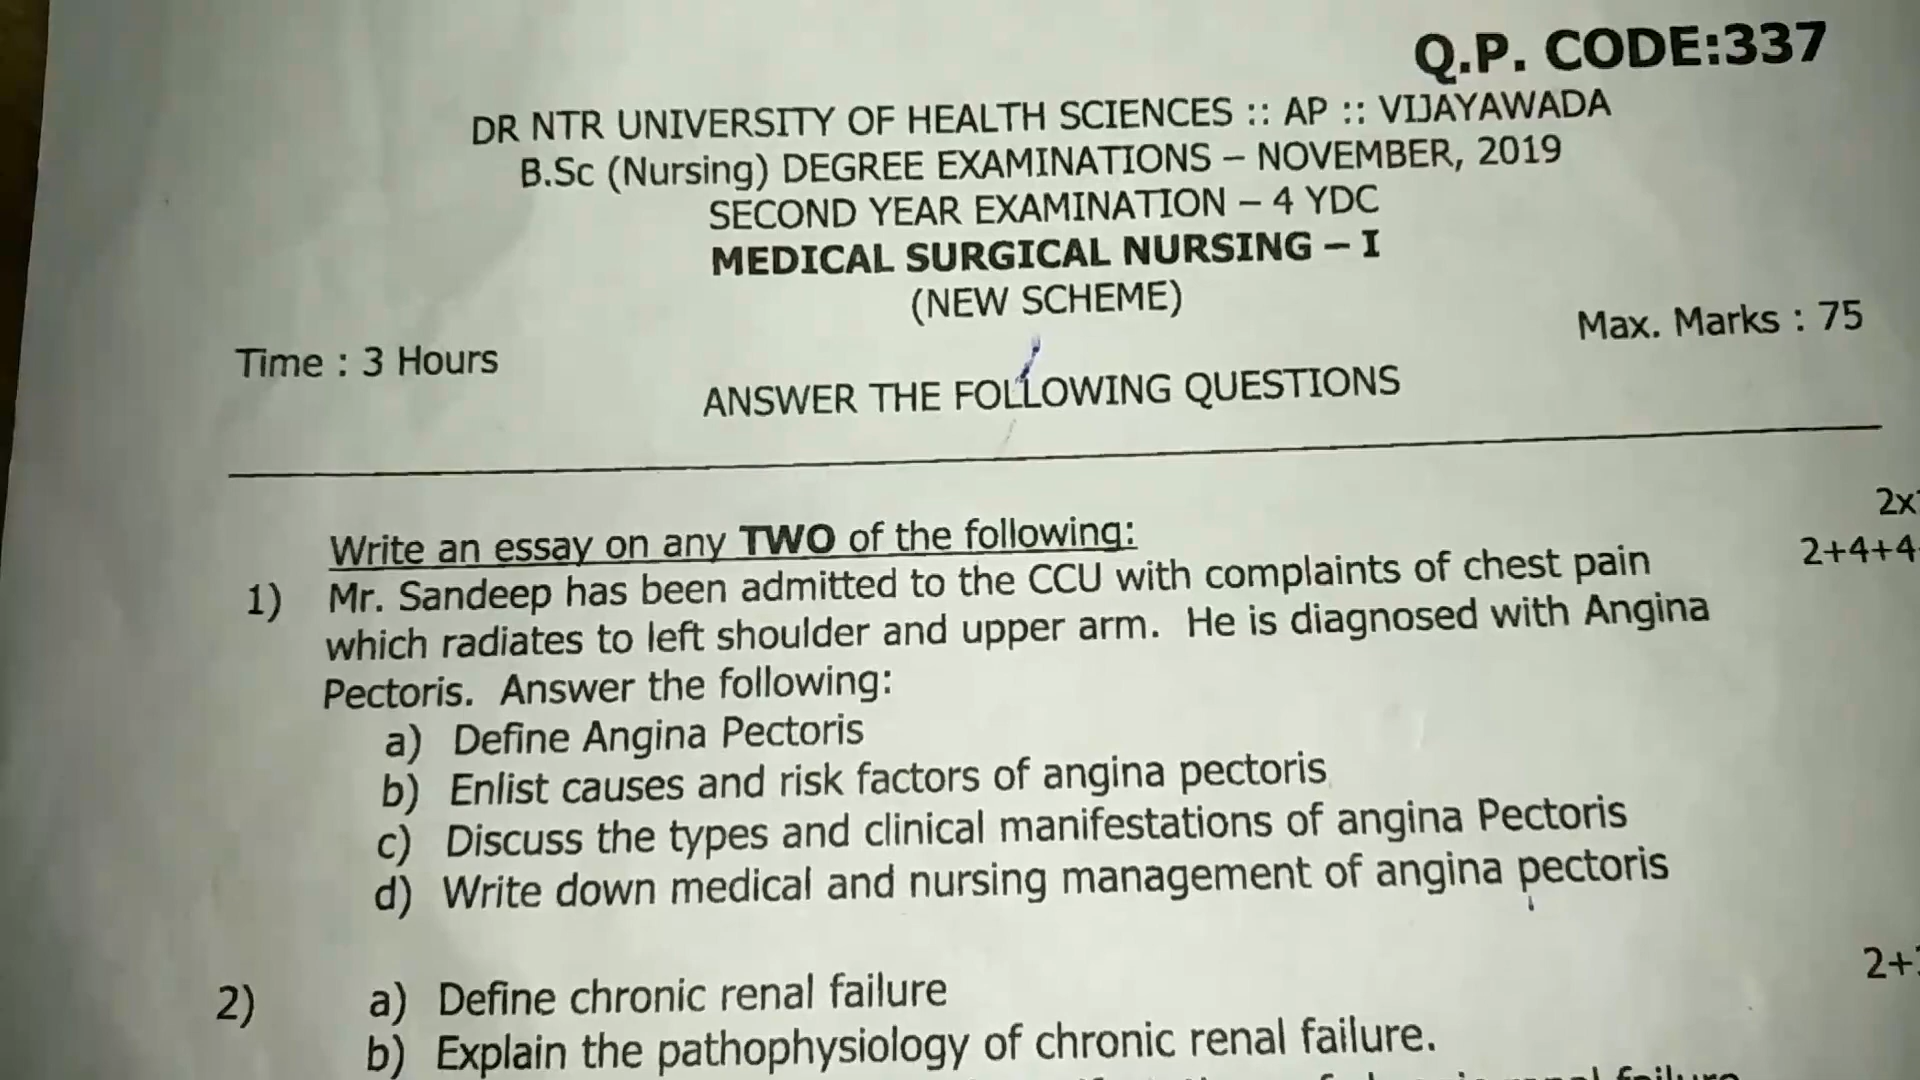 Q.P. CODE:337
DR NTR UNIVERSITY OF HEALTH SCIENCES :: AP :: VIJAYAWADA
B.Sc (Nursing) DEGREE EXAMINATIONS – NOVEMBER, 2019
SECOND YEAR EXAMINATION – 4 YDC
MEDICAL SURGICAL NURSING – I
(NEW SCHEME)
Time : 3 Hours
Max. Marks : 75
ANSWER THE FOLLOWING QUESTIONS
2x
Write an essay on any TWO of the following:
1) Mr. Sandeep has been admitted to the CCU with complaints of chest pain 2+4+4
which radiates to left shoulder and upper arm. He is diagnosed with Angina
Pectoris. Answer the following:
a) Define Angina Pectoris
b) Enlist causes and risk factors of angina pectoris
c) Discuss the types and clinical manifestations of angina Pectoris
d) Write down medical and nursing management of angina pectoris
2) a) Define chronic renal failure 2+
b) Explain the pathophysiology of chronic renal failure.